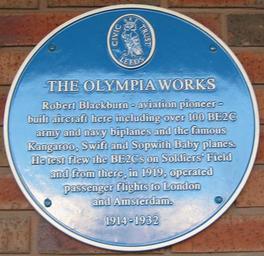 CIVIC TRUST
LEEDS
THE OLYMPIA WORKS
Robert Blackburn - aviation pioneer -
built aircraft here including over 100 BE2C
army and navy biplanes and the famous
Kangaroo, Swift and Sopwith Baby planes.
He test flew the BE2C's on Soldiers' Field
and from there, in 1919, operated
passenger flights to London
and Amsterdam.
1914-1932